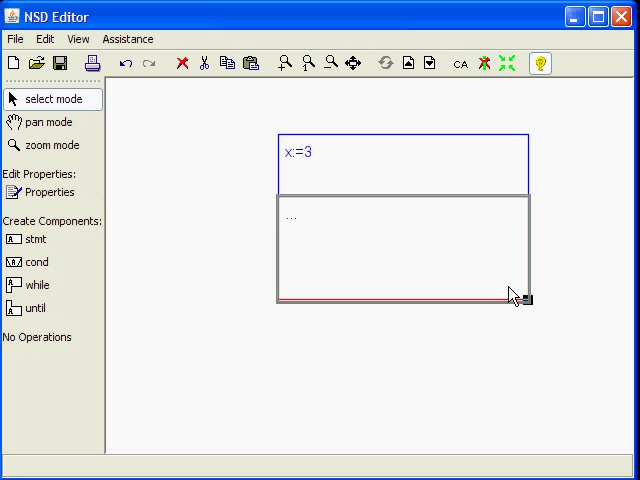 NSD Editor
File Edit View Assistance
CA
select mode
pan mode
zoom mode
Edit Properties:
Properties
Create Components:
A stmt
A cond
A while
A until
No Operations
x:=3
...